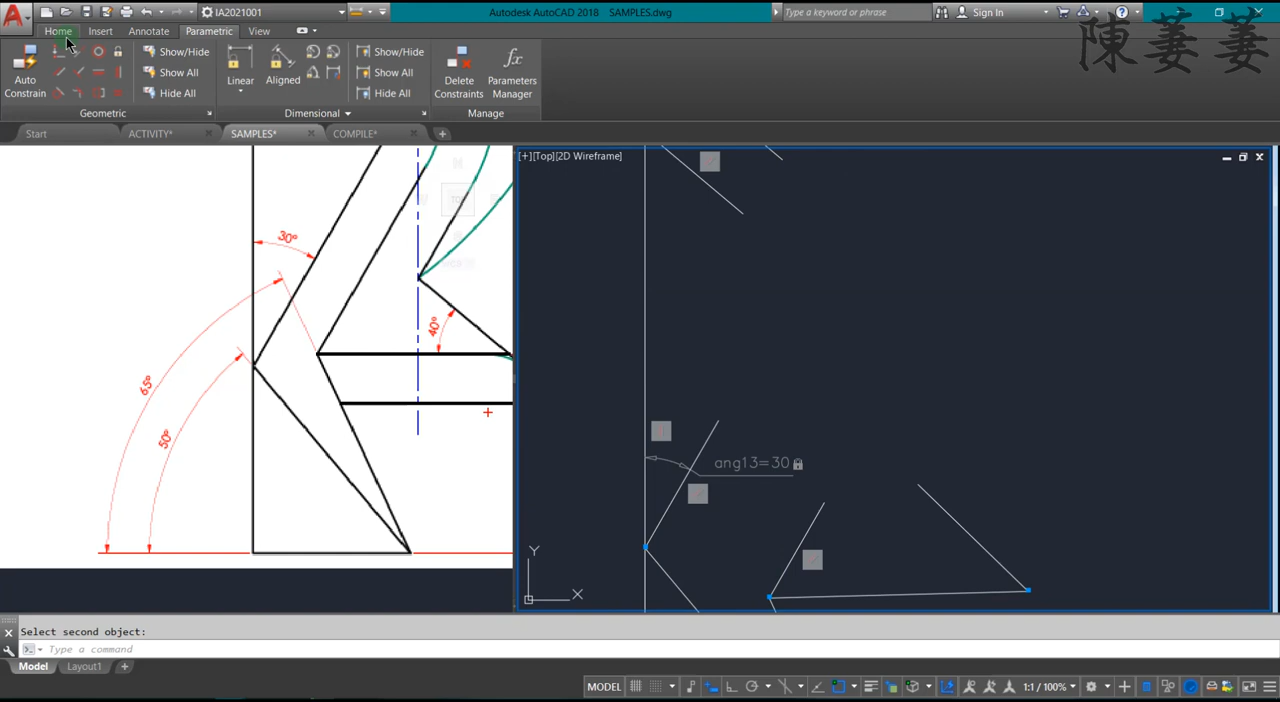 IA2021001
Autodesk AutoCAD 2018 SAMPLES.dwg
Type a keyword or phrase
Sign In
Home Insert Annotate Parametric View
陳菱菱
Auto Constrain
Show/Hide
Show All
Hide All
Geometric
Linear
Aligned
Show/Hide
Show All
Hide All
Dimensional
Delete Constraints
Parameters Manager
Manage
Start ACTIVITY* SAMPLES* COMPILE*
[+][Top][2D Wireframe]
TOP
30°
40°
65°
50°
ang13=30
Y
X
Select second object:
Type a command
Model Layout1
MODEL
1:1 / 100%